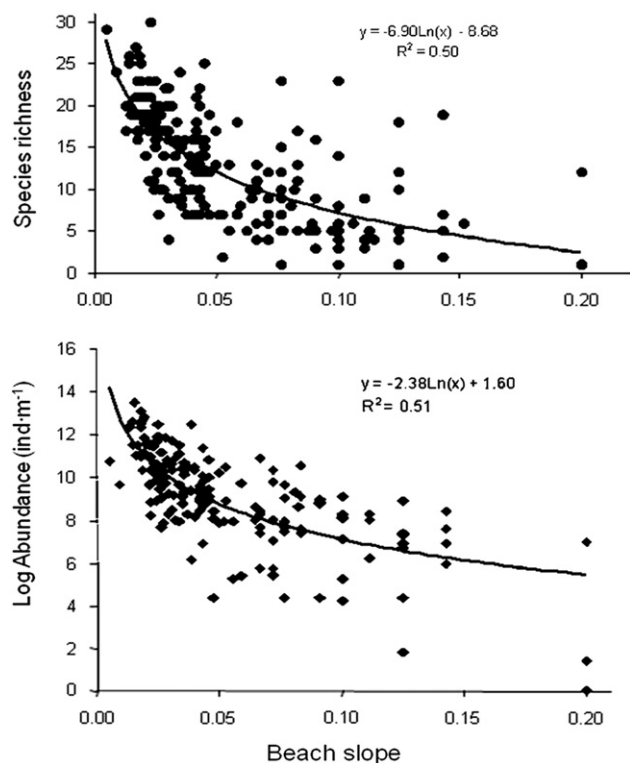 30
25
20
15
10
5
0
Species richness
y = -6.90Ln(x) - 8.68
R² = 0.50
0.00 0.05 0.10 0.15 0.20
16
14
12
10
8
6
4
2
0
Log Abundance (ind·m⁻¹)
y = -2.38Ln(x) + 1.60
R² = 0.51
0.00 0.05 0.10 0.15 0.20
Beach slope